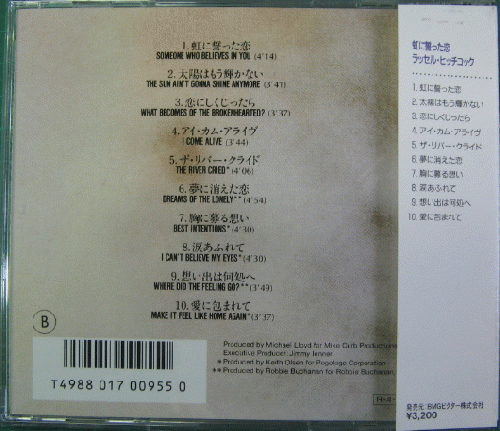 1. 虹に誓った恋
SOMEONE WHO BELIEVES IN YOU (4'14)
2. 太陽はもう輝かない
THE SUN AIN'T GONNA SHINE ANYMORE (3'41)
3. 恋にしくじったら
WHAT BECOMES OF THE BROKENHEARTED? (3'37)
4. アイ・カム・アライヴ
I COME ALIVE (3'44)
5. ザ・リバー・クライド
THE RIVER CRIED* (4'06)
6. 夢に消えた恋
DREAMS OF THE LONELY** (4'54)
7. 胸に募る想い
BEST INTENTIONS* (4'30)
8. 涙あふれて
I CAN'T BELIEVE MY EYES* (4'30)
9. 想い出は何処へ
WHERE DID THE FEELING GO?** (3'49)
10. 愛に包まれて
MAKE IT FEEL LIKE HOME AGAIN* (3'37)
B
Produced by Michael Lloyd for Mike Curb Productions
Executive Producer: Jimmy Ienner
* Produced by Keith Olsen for Pogologo Corporation
** Produced by Robbie Buchanan for Robbie Buchanan,
T4988 017 00955 0
H-4-
虹に誓った恋
ラッセル・ヒッチコック
1. 虹に誓った恋
2. 太陽はもう輝かない
3. 恋にしくじったら
4. アイ・カム・アライヴ
5. ザ・リバー・クライド
6. 夢に消えた恋
7. 胸に募る想い
8. 涙あふれて
9. 想い出は何処へ
10. 愛に包まれて
発売元: BMGビクター株式会社
¥3,200